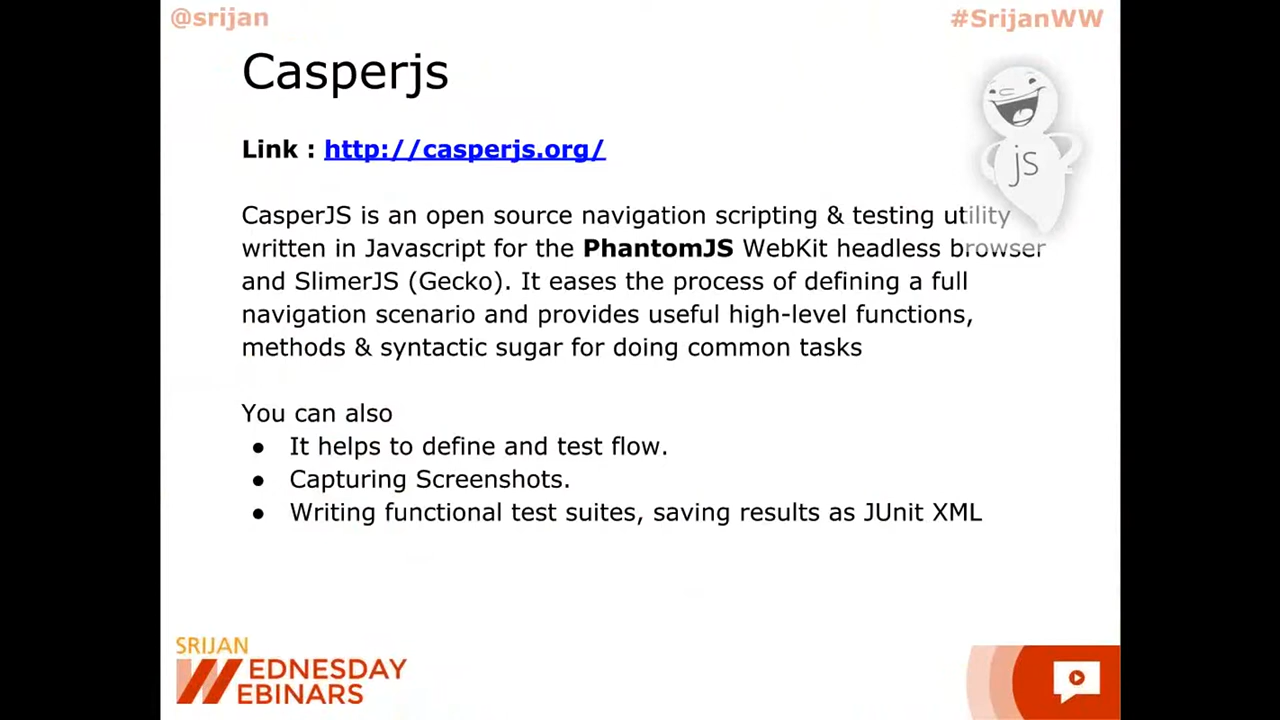 @srijan
#SrijanWW
Casperjs
Link : http://casperjs.org/
js
CasperJS is an open source navigation scripting & testing utility
written in Javascript for the PhantomJS WebKit headless browser
and SlimerJS (Gecko). It eases the process of defining a full
navigation scenario and provides useful high-level functions,
methods & syntactic sugar for doing common tasks
You can also
● It helps to define and test flow.
● Capturing Screenshots.
● Writing functional test suites, saving results as JUnit XML
SRIJAN
WEDNESDAY
WEBINARS